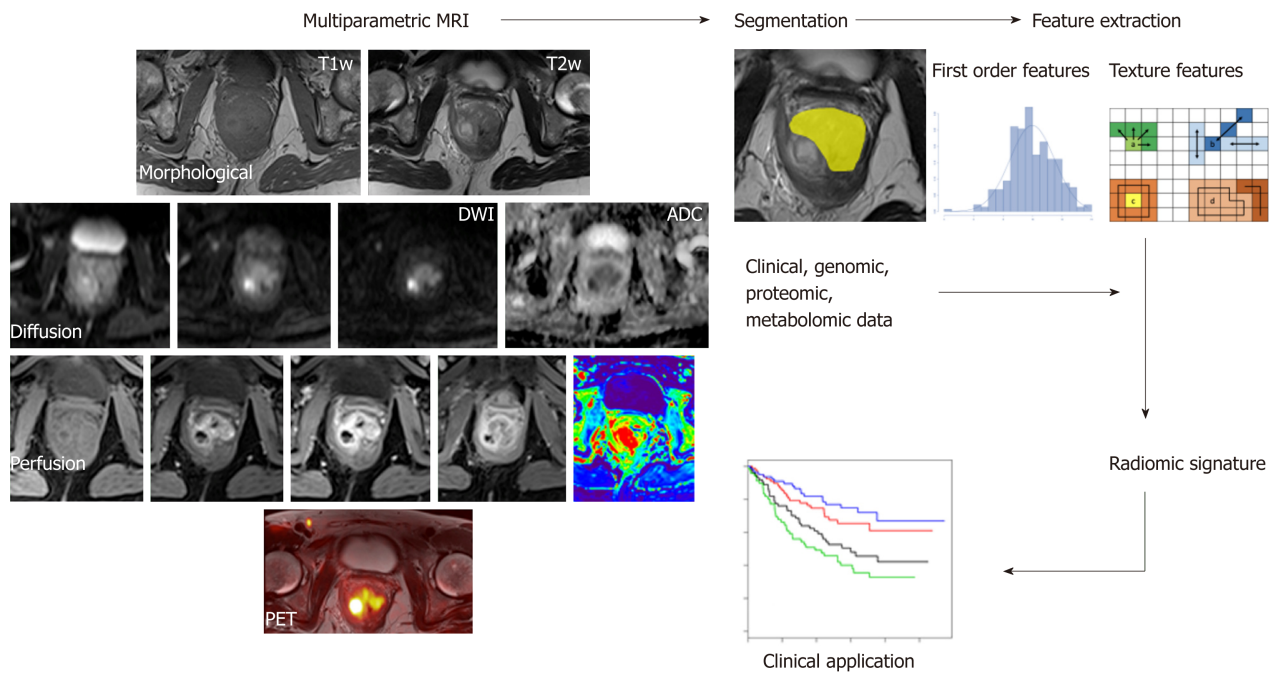 Multiparametric MRI
Segmentation
Feature extraction
T1w
T2w
Morphological
First order features
Texture features
a
b
c
d
DWI
ADC
Diffusion
Clinical, genomic,
proteomic,
metabolomic data
Perfusion
Radiomic signature
PET
Clinical application